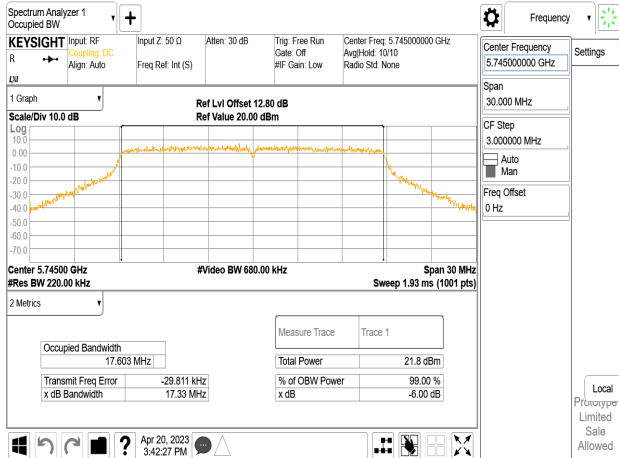 Spectrum Analyzer 1
Occupied BW
Frequency
KEYSIGHT
Input: RF
Coupling: DC
Align: Auto
Input Z: 50 Ω
Freq Ref: Int (S)
Atten: 30 dB
Trig: Free Run
Gate: Off
#IF Gain: Low
Center Freq: 5.745000000 GHz
Avg|Hold: 10/10
Radio Std: None
R
LXI
Center Frequency
5.745000000 GHz
Settings
Span
30.000 MHz
CF Step
3.000000 MHz
Auto
Man
Freq Offset
0 Hz
Local
Prototype
Limited
Sale
Allowed
1 Graph
Scale/Div 10.0 dB
Ref Lvl Offset 12.80 dB
Ref Value 20.00 dBm
Log
10.0
0.00
-10.0
-20.0
-30.0
-40.0
-50.0
-60.0
-70.0
Center 5.74500 GHz
#Video BW 680.00 kHz
Span 30 MHz
#Res BW 220.00 kHz
Sweep 1.93 ms (1001 pts)
2 Metrics
Measure Trace
Trace 1
Occupied Bandwidth
17.603 MHz
Total Power
21.8 dBm
Transmit Freq Error
-29.811 kHz
% of OBW Power
99.00 %
x dB Bandwidth
17.33 MHz
x dB
-6.00 dB
?
Apr 20, 2023
3:42:27 PM